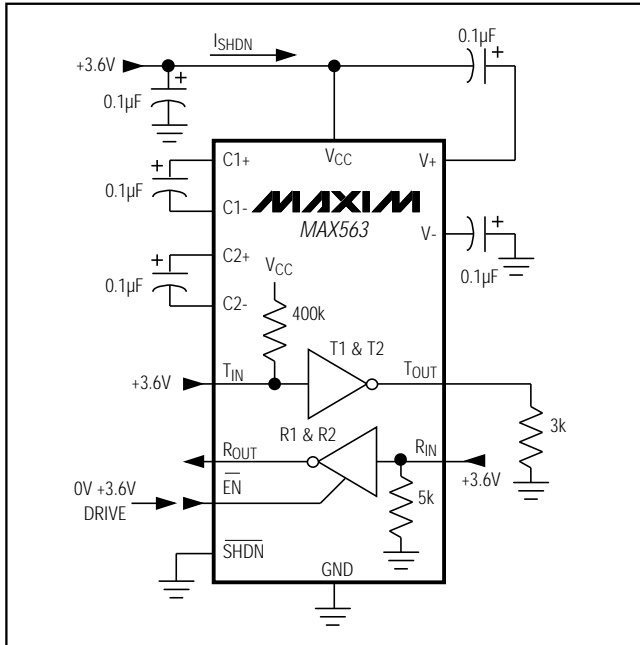 0.1µF
+
I_SHDN
+3.6V
+
0.1µF
V_CC
C1+
V+
+
0.1µF
C1-
MAXIM
MAX563
V-
+
0.1µF
C2+
+
0.1µF
C2-
V_CC
400k
T1 & T2
+3.6V
T_IN
T_OUT
3k
R1 & R2
R_OUT
R_IN
+3.6V
0V +3.6V
DRIVE
E̅N̅
5k
S̅H̅D̅N̅
GND